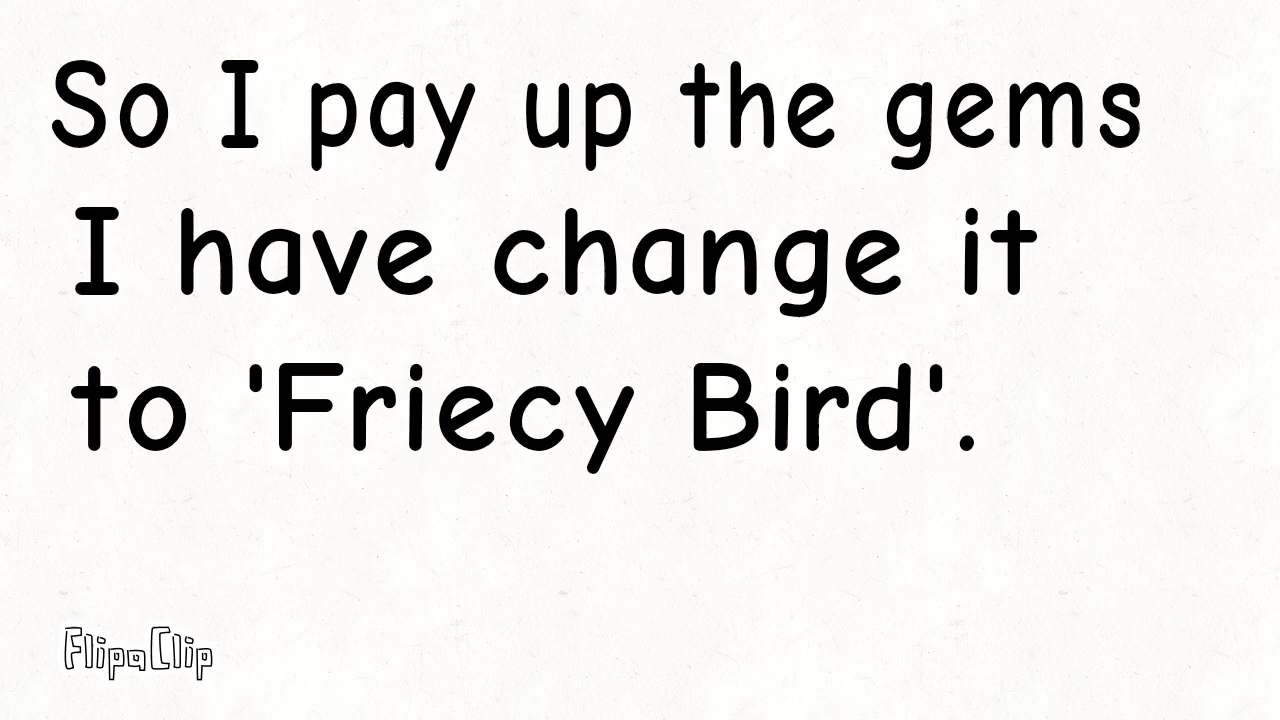 So I pay up the gems
I have change it
to 'Friecy Bird'.
FlipaClip